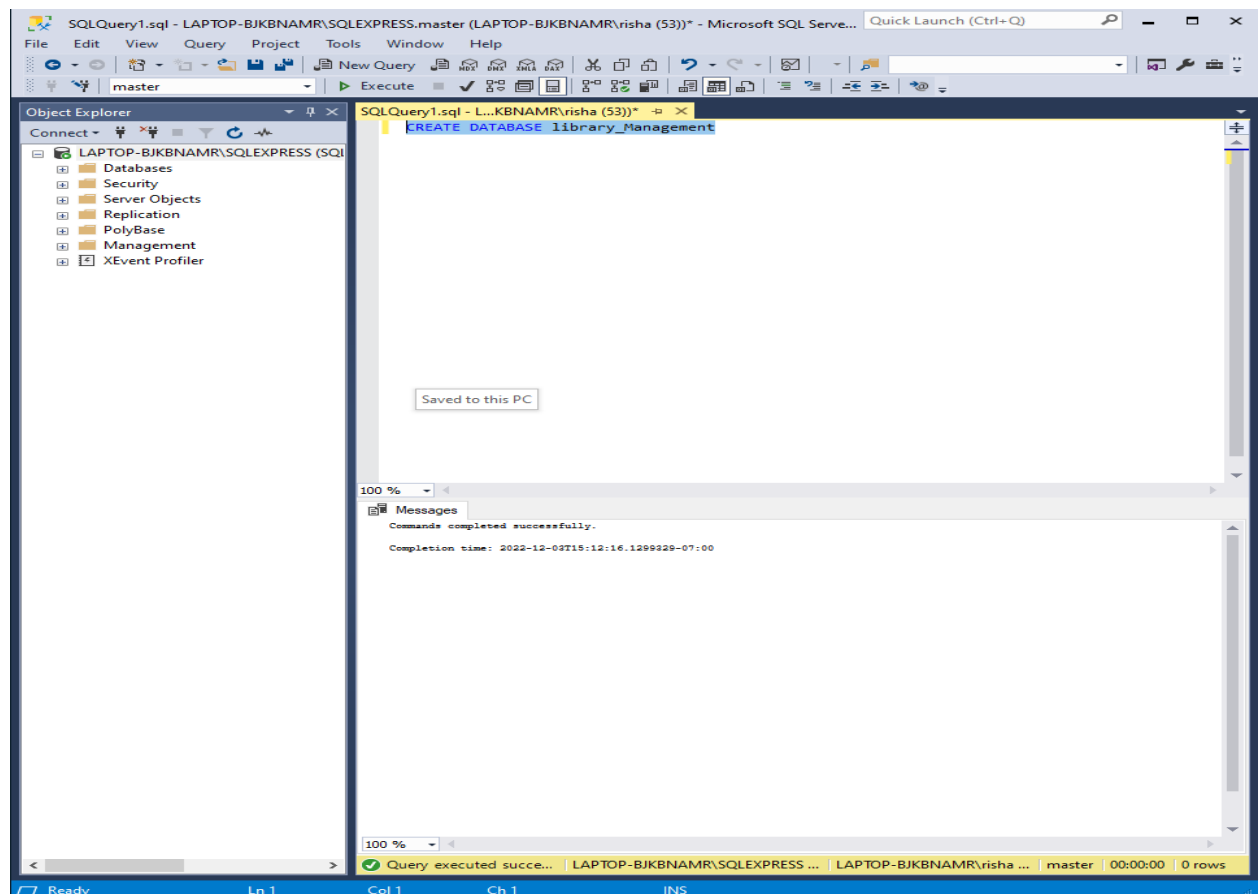 SQLQuery1.sql - LAPTOP-BJKBNAMR\SQLEXPRESS.master (LAPTOP-BJKBNAMR\risha (53))* - Microsoft SQL Serve...
Quick Launch (Ctrl+Q)
File Edit View Query Project Tools Window Help
New Query MDX DMX XMLA DAX
master
Execute
Object Explorer
Connect
LAPTOP-BJKBNAMR\SQLEXPRESS (SQL
Databases
Security
Server Objects
Replication
PolyBase
Management
XEvent Profiler
SQLQuery1.sql - L...KBNAMR\risha (53))*
CREATE DATABASE library_Management
Saved to this PC
100 %
Messages
Commands completed successfully.
Completion time: 2022-12-03T15:12:16.1299329-07:00
100 %
Query executed succe... LAPTOP-BJKBNAMR\SQLEXPRESS ... LAPTOP-BJKBNAMR\risha ... master 00:00:00 0 rows
Ready Ln 1 Col 1 Ch 1 INS